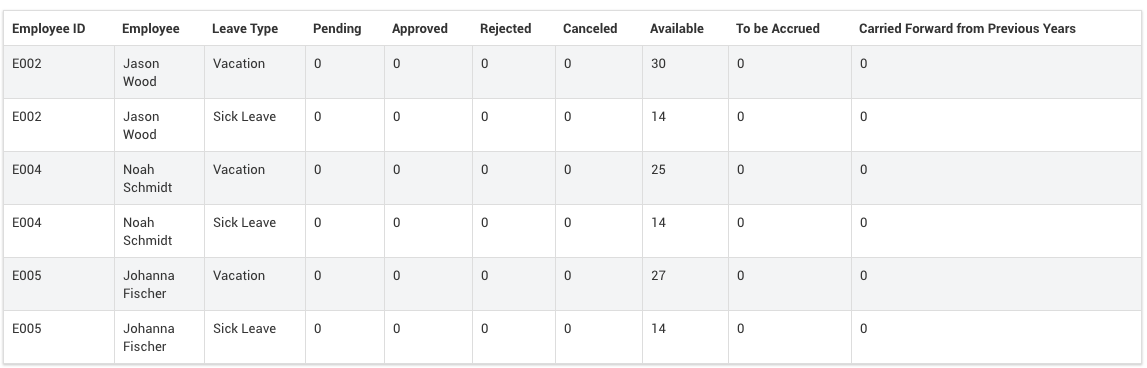 Employee ID Employee Leave Type Pending Approved Rejected Canceled Available To be Accrued Carried Forward from Previous Years
E002 Jason Wood Vacation 0 0 0 0 30 0 0
E002 Jason Wood Sick Leave 0 0 0 0 14 0 0
E004 Noah Schmidt Vacation 0 0 0 0 25 0 0
E004 Noah Schmidt Sick Leave 0 0 0 0 14 0 0
E005 Johanna Fischer Vacation 0 0 0 0 27 0 0
E005 Johanna Fischer Sick Leave 0 0 0 0 14 0 0